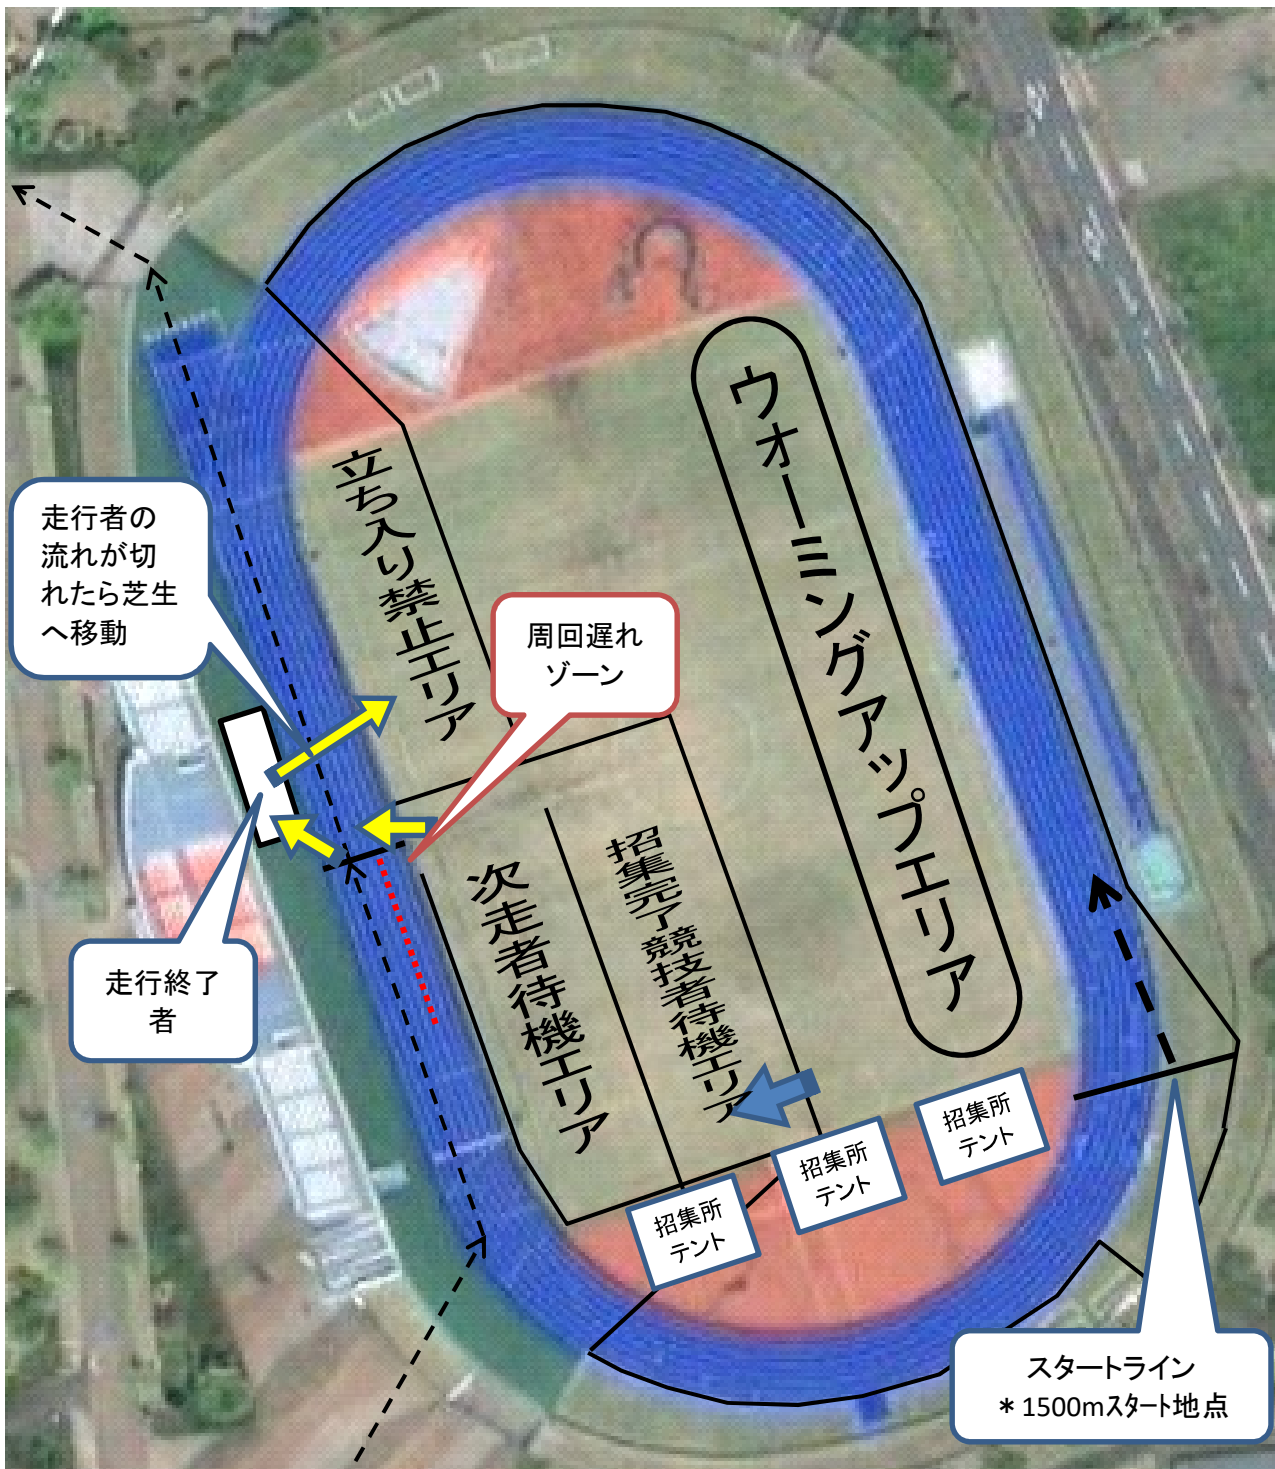 ウォーミングアップエリア
立ち入り禁止エリア
走行者の
流れが切
れたら芝生
へ移動
周回遅れ
ゾーン
次走者待機エリア
招集完了競技者待機エリア
走行終了
者
招集所
テント
招集所
テント
招集所
テント
スタートライン
＊1500mスタート地点